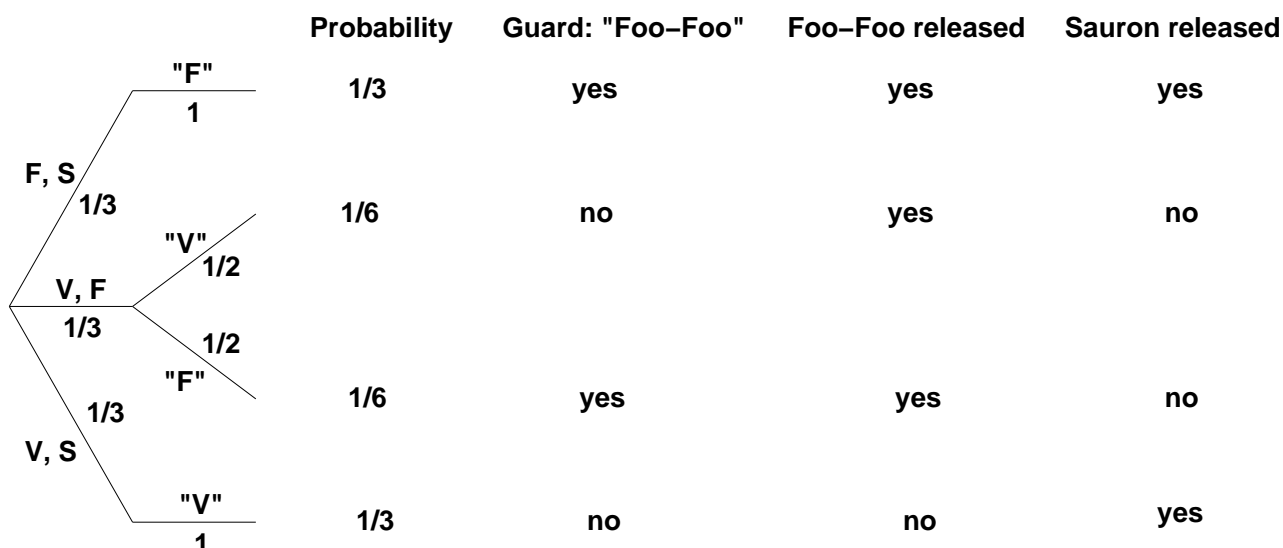 Probability Guard: "Foo–Foo" Foo–Foo released Sauron released
"F"
1
1/3 yes yes yes
F, S
1/3
1/6 no yes no
"V"
1/2
V, F
1/3
1/2
"F"
1/6 yes yes no
1/3
V, S
"V"
1
1/3 no no yes